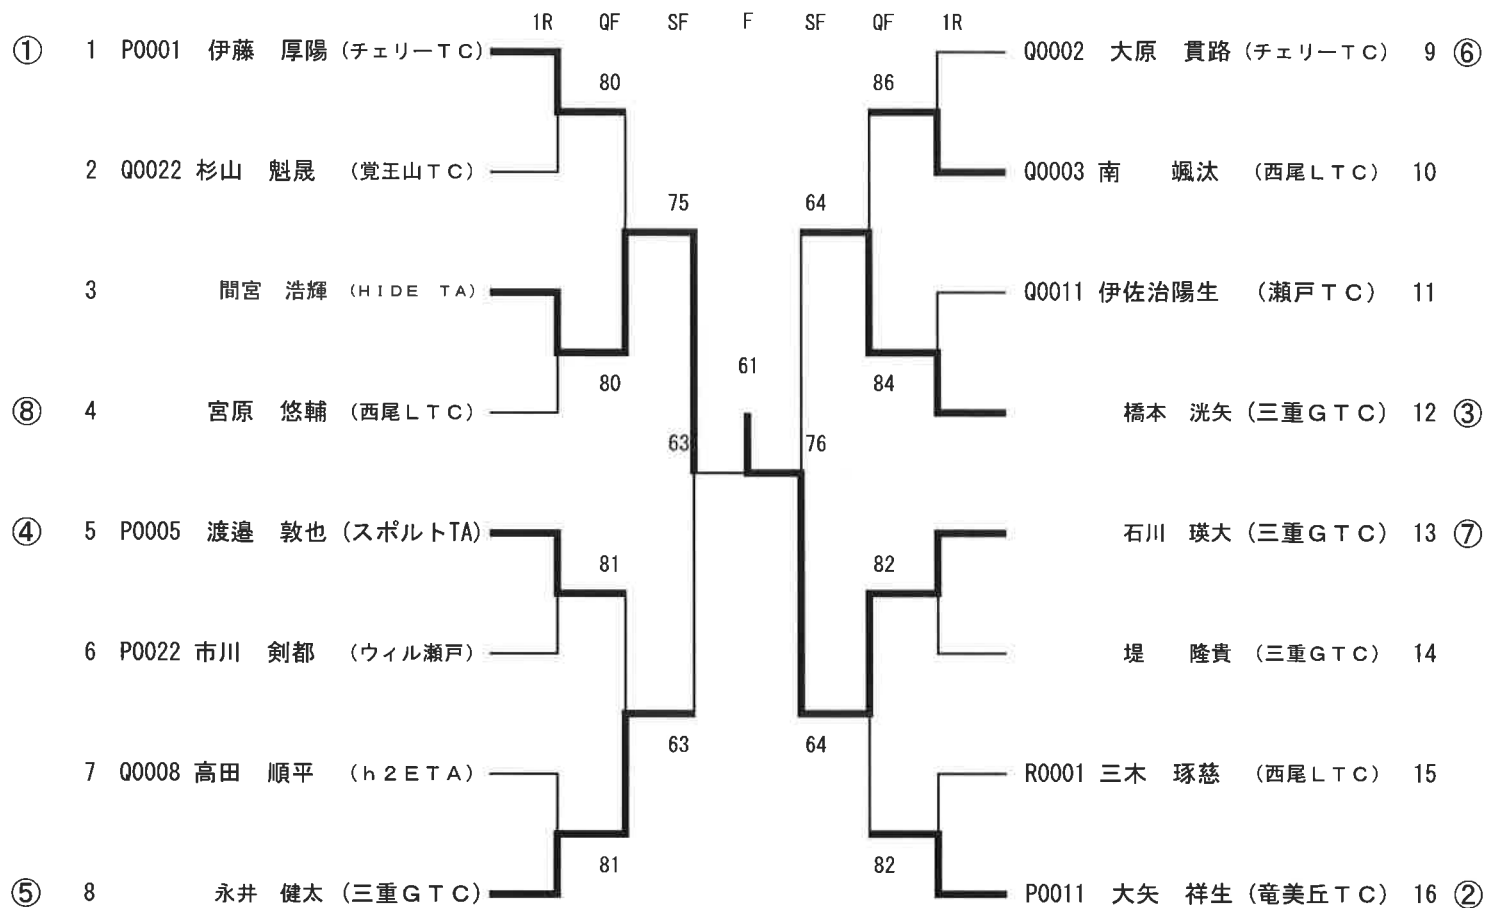 1R QF SF F SF QF 1R
① 1 P0001 伊藤 厚陽 (チェリーTC) Q0002 大原 貫路 (チェリーTC) 9 ⑥
80 86
2 Q0022 杉山 魁晟 (覚王山TC) Q0003 南 颯汰 (西尾LTC) 10
75 64
3 間宮 浩輝 (HIDE TA) Q0011 伊佐治陽生 (瀬戸TC) 11
61
80 84
⑧ 4 宮原 悠輔 (西尾LTC) 橋本 洸矢 (三重GTC) 12 ③
63 76
④ 5 P0005 渡邉 敦也 (スポルトTA) 石川 瑛大 (三重GTC) 13 ⑦
81 82
6 P0022 市川 剣都 (ウィル瀬戸) 堤 隆貴 (三重GTC) 14
63 64
7 Q0008 高田 順平 (h2ETA) R0001 三木 琢慈 (西尾LTC) 15
81 82
⑤ 8 永井 健太 (三重GTC) P0011 大矢 祥生 (竜美丘TC) 16 ②